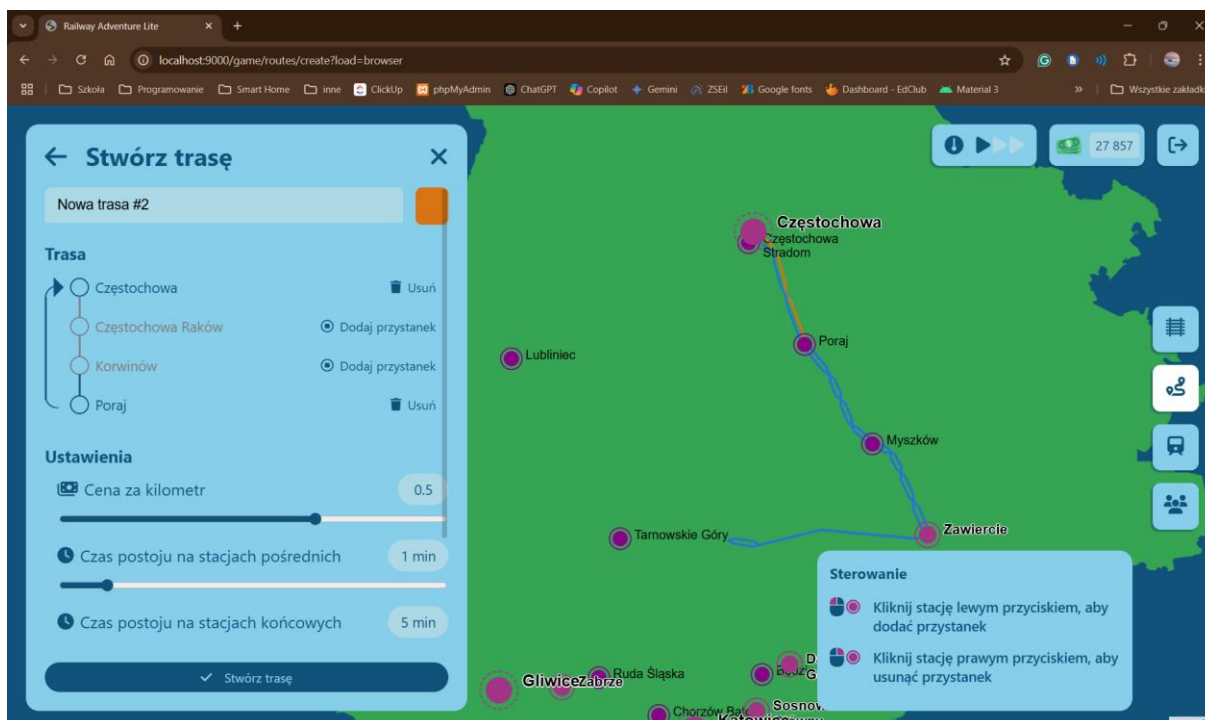 Railway Adventure Lite
localhost:9000/game/routes/create?load=browser
Szkoła Programowanie Smart Home inne ClickUp phpMyAdmin ChatGPT Copilot Gemini ZSEiI Google fonts Dashboard - EdClub Material 3 » Wszystkie zakładki
Stwórz trasę
27 857
Nowa trasa #2
Trasa
Częstochowa Usuń
Częstochowa Raków Dodaj przystanek
Korwinów Dodaj przystanek
Poraj Usuń
Ustawienia
Cena za kilometr 0.5
Czas postoju na stacjach pośrednich 1 min
Czas postoju na stacjach końcowych 5 min
Stwórz trasę
Częstochowa
Częstochowa
Stradom
Poraj
Lubliniec
Myszków
Zawiercie
Tarnowskie Góry
Gliwice
Zabrze
Ruda Śląska
Sterowanie
Kliknij stację lewym przyciskiem, aby
dodać przystanek
Kliknij stację prawym przyciskiem, aby
usunąć przystanek